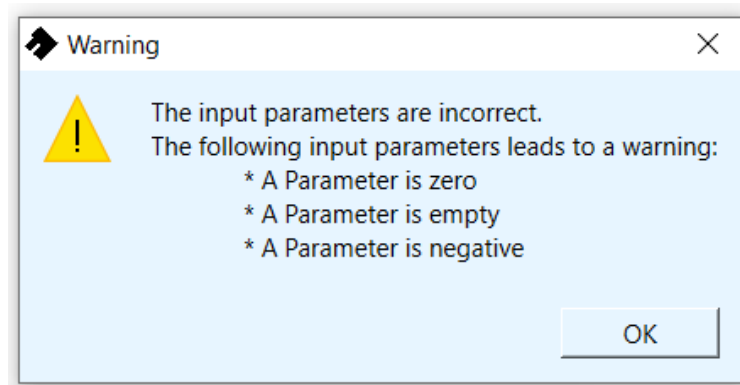 Warning
The input parameters are incorrect.
The following input parameters leads to a warning:
* A Parameter is zero
* A Parameter is empty
* A Parameter is negative
OK